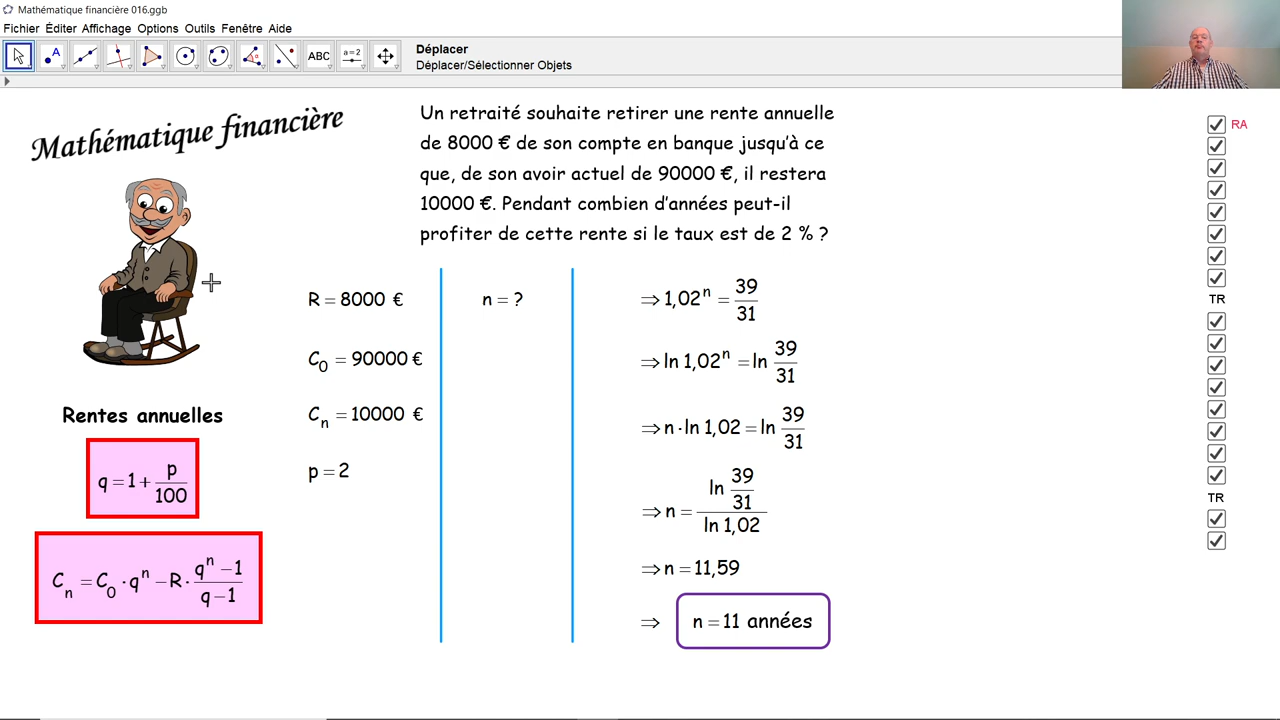 Mathématique financière 016.ggb
Fichier Éditer Affichage Options Outils Fenêtre Aide
ABC
a=2
Déplacer
Déplacer/Sélectionner Objets
Mathématique financière
Un retraité souhaite retirer une rente annuelle
de 8000 € de son compte en banque jusqu'à ce
que, de son avoir actuel de 90000 €, il restera
10000 €. Pendant combien d'années peut-il
profiter de cette rente si le taux est de 2 % ?
Rentes annuelles
q = 1 + p/100
Cₙ = C₀ · qⁿ − R · (qⁿ − 1)/(q − 1)
R = 8000 €
C₀ = 90000 €
Cₙ = 10000 €
p = 2
n = ?
⇒ 1,02ⁿ = 39/31
⇒ ln 1,02ⁿ = ln 39/31
⇒ n · ln 1,02 = ln 39/31
⇒ n = (ln 39/31)/(ln 1,02)
⇒ n = 11,59
⇒ n = 11 années
RA
TR
TR